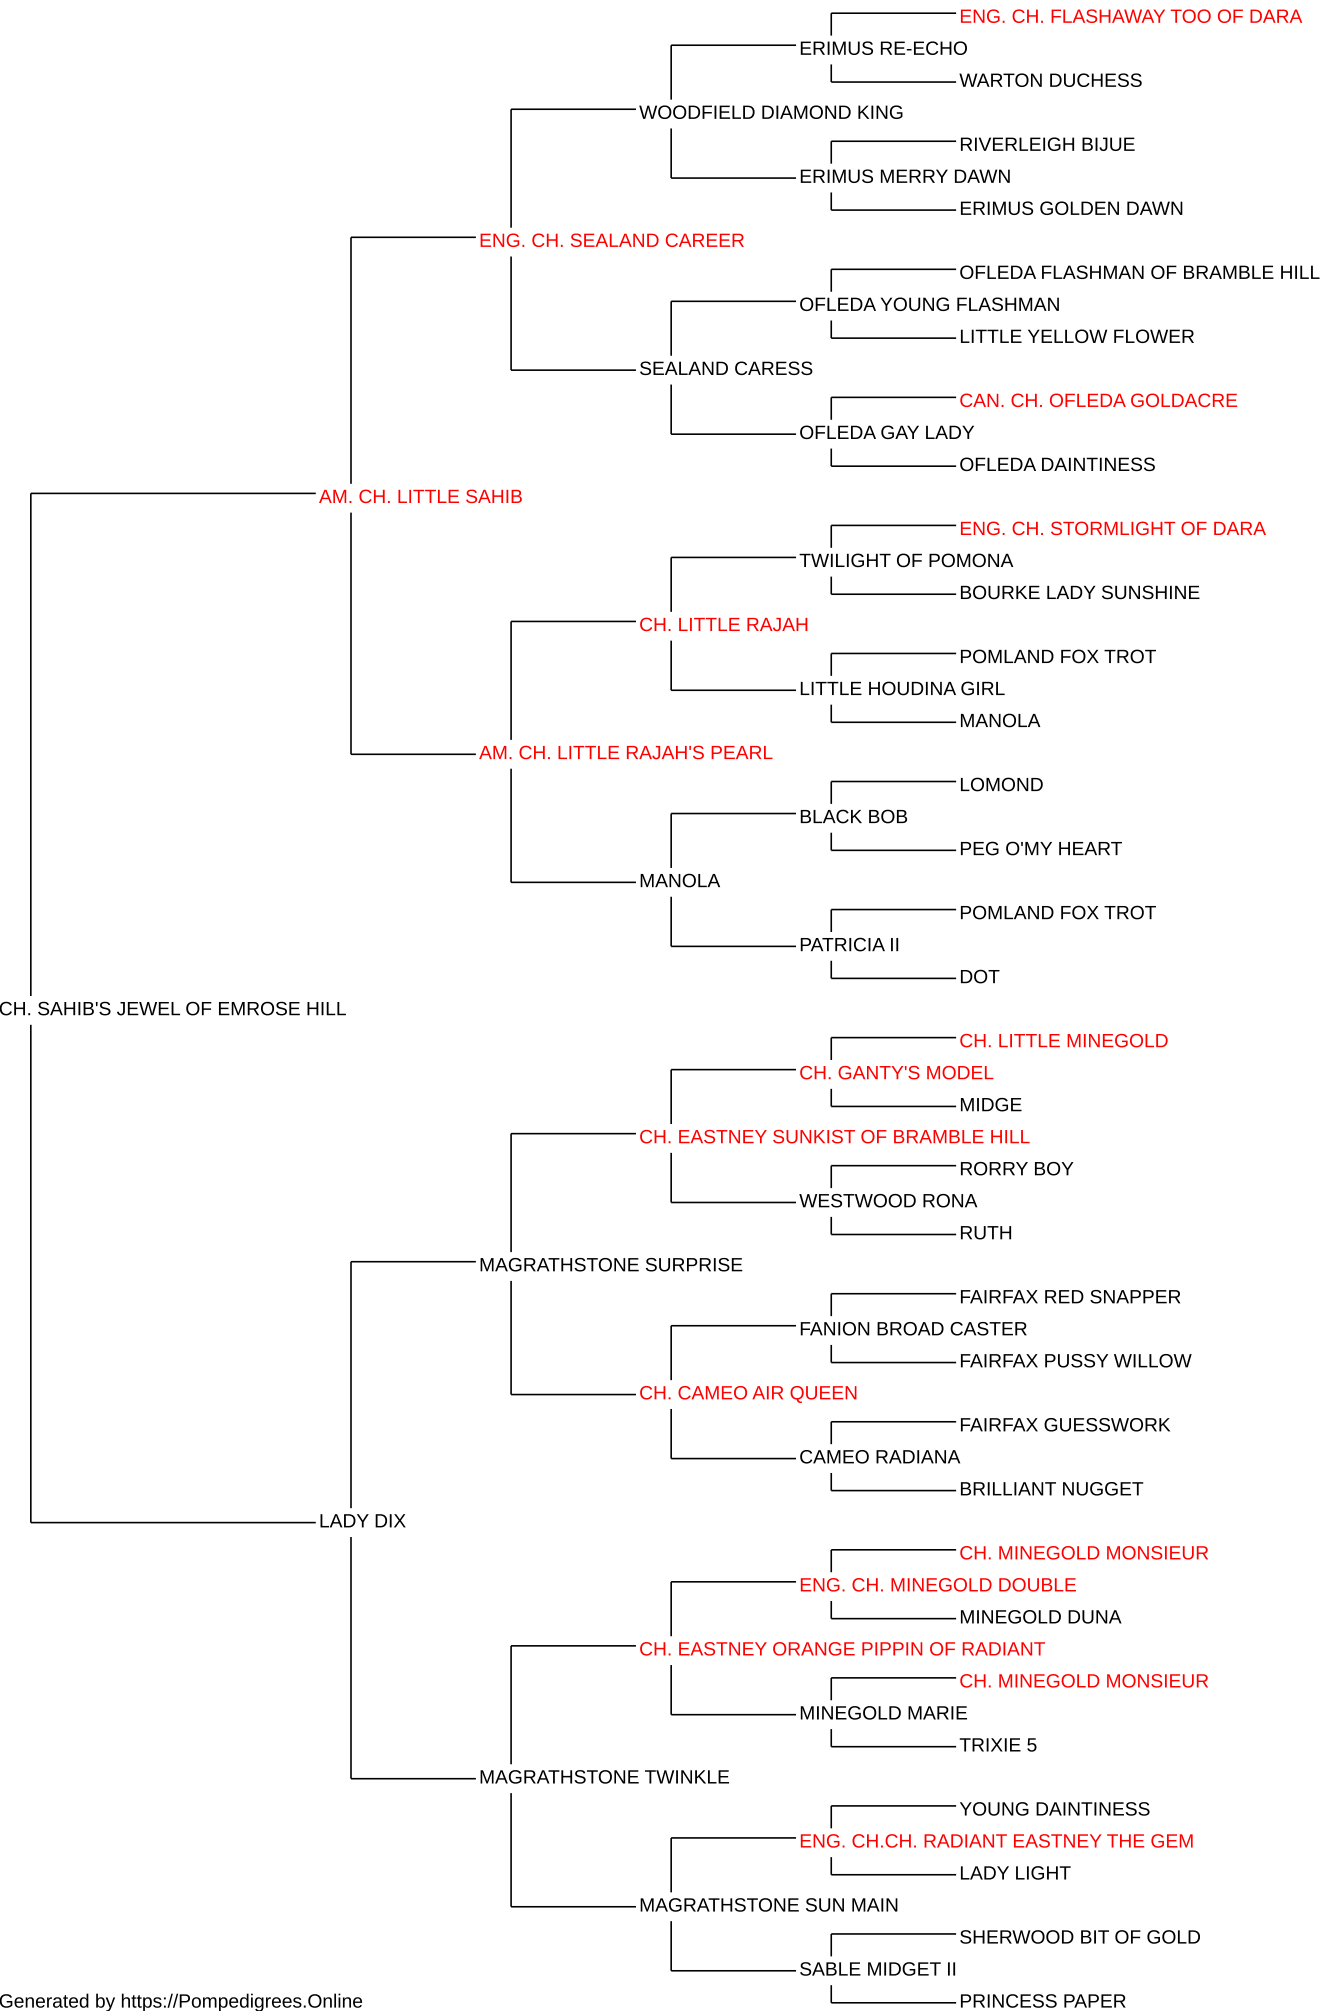 ENG. CH. FLASHAWAY TOO OF DARA
ERIMUS RE-ECHO
WARTON DUCHESS
WOODFIELD DIAMOND KING
RIVERLEIGH BIJUE
ERIMUS MERRY DAWN
ERIMUS GOLDEN DAWN
ENG. CH. SEALAND CAREER
OFLEDA FLASHMAN OF BRAMBLE HILL
OFLEDA YOUNG FLASHMAN
LITTLE YELLOW FLOWER
SEALAND CARESS
CAN. CH. OFLEDA GOLDACRE
OFLEDA GAY LADY
OFLEDA DAINTINESS
AM. CH. LITTLE SAHIB
ENG. CH. STORMLIGHT OF DARA
TWILIGHT OF POMONA
BOURKE LADY SUNSHINE
CH. LITTLE RAJAH
POMLAND FOX TROT
LITTLE HOUDINA GIRL
MANOLA
AM. CH. LITTLE RAJAH'S PEARL
LOMOND
BLACK BOB
PEG O'MY HEART
MANOLA
POMLAND FOX TROT
PATRICIA II
DOT
CH. SAHIB'S JEWEL OF EMROSE HILL
CH. LITTLE MINEGOLD
CH. GANTY'S MODEL
MIDGE
CH. EASTNEY SUNKIST OF BRAMBLE HILL
RORRY BOY
WESTWOOD RONA
RUTH
MAGRATHSTONE SURPRISE
FAIRFAX RED SNAPPER
FANION BROAD CASTER
FAIRFAX PUSSY WILLOW
CH. CAMEO AIR QUEEN
FAIRFAX GUESSWORK
CAMEO RADIANA
BRILLIANT NUGGET
LADY DIX
CH. MINEGOLD MONSIEUR
ENG. CH. MINEGOLD DOUBLE
MINEGOLD DUNA
CH. EASTNEY ORANGE PIPPIN OF RADIANT
CH. MINEGOLD MONSIEUR
MINEGOLD MARIE
TRIXIE 5
MAGRATHSTONE TWINKLE
YOUNG DAINTINESS
ENG. CH.CH. RADIANT EASTNEY THE GEM
LADY LIGHT
MAGRATHSTONE SUN MAIN
SHERWOOD BIT OF GOLD
SABLE MIDGET II
PRINCESS PAPER
Generated by https://Pompedigrees.Online